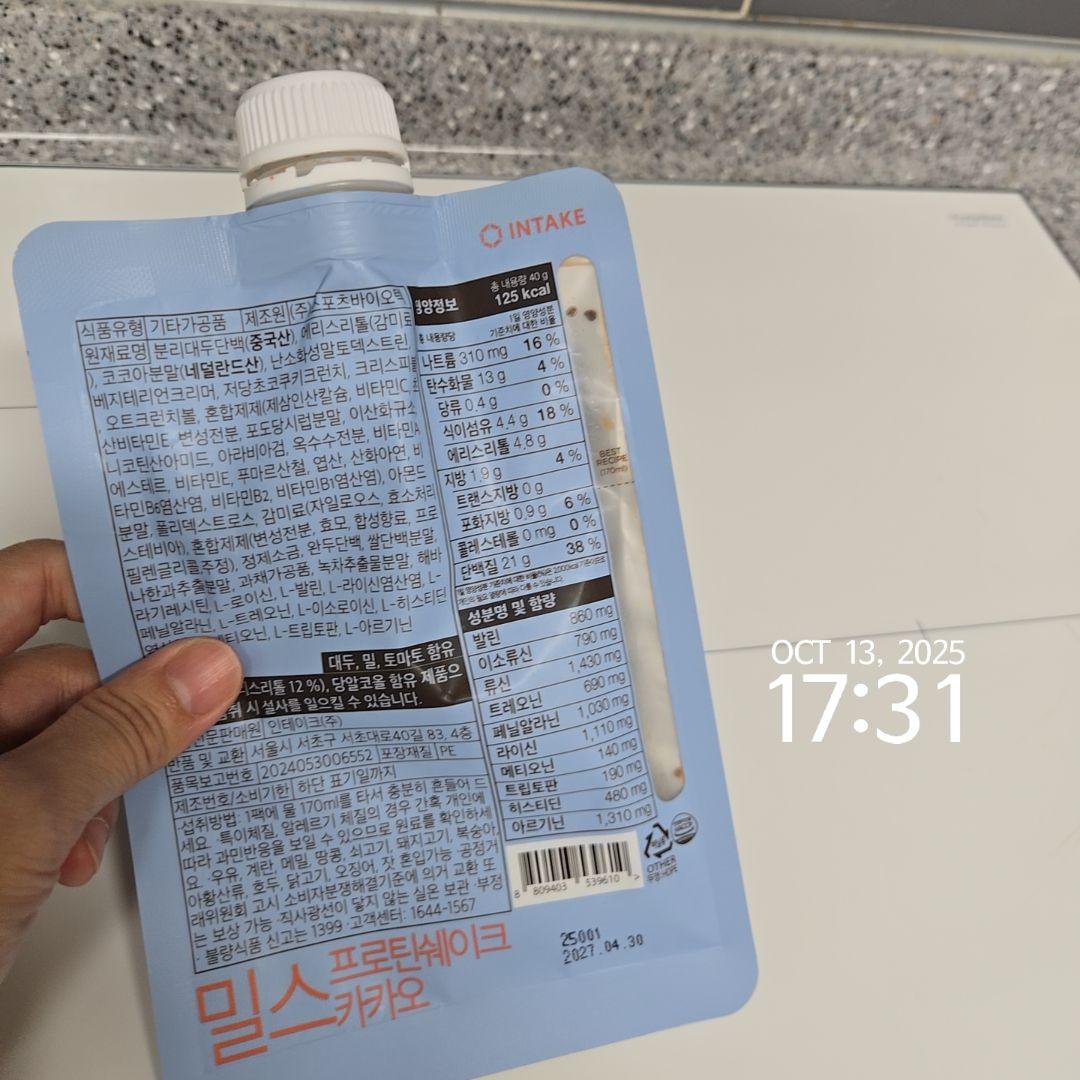 INTAKE
식품유형 기타가공품 제조원 (주)
원재료명 분리대두단백(중국산), 에리스리톨(감미료
), 코코아분말(네덜란드산), 난소화성말토덱스트린
베지테리언크리머, 저당초코쿠키크런치, 크리스피
오트크런치볼, 혼합제제(제삼인산칼슘, 비타민C,
산비타민E, 변성전분, 포도당시럽분말, 이산화규소
니코틴산아미드, 아라비아검, 옥수수전분, 비타민A
에스테르, 비타민E, 푸마르산철, 엽산, 산화아연, 비
타민B6염산염, 비타민B2, 비타민B1염산염), 아몬드
분말, 폴리덱스트로스, 감미료(자일로오스, 효소처리
스테비아), 혼합제제(변성전분, 효모, 합성향료, 프로
필렌글리콜, 주정), 정제소금, 완두단백, 쌀단백분말,
나한과추출분말, 과채가공품, 녹차추출물분말, 해바
라기레시틴, L-로이신, L-발린, L-라이신염산염, L-
페닐알라닌, L-트레오닌, L-이소로이신, L-히스티딘
메티오닌, L-트립토판, L-아르기닌
대두, 밀, 토마토 함유
12 %), 당알코올 함유 제품으
시 설사를 일으킬 수 있습니다.
인테이크(주)
반품 및 교환 서울시 서초구 서초대로40길 83, 4층
품목보고번호 2024053006552 포장재질 PE
제조번호/소비기한 하단 표기일까지
·섭취방법: 1팩에 물 170ml를 타서 충분히 흔들어 드
세요. ·특이체질, 알레르기 체질의 경우 간혹 개인에
따라 과민반응을 보일 수 있으므로 원료를 확인하세
요. ·우유, 계란, 메밀, 땅콩, 쇠고기, 돼지고기, 복숭아,
아황산류, 호두, 닭고기, 오징어, 잣 혼입가능 ·공정거
래위원회 고시 소비자분쟁해결기준에 의거 교환 또
는 보상 가능 ·직사광선이 닿지 않는 실온 보관 ·부정
·불량식품 신고는 1399 ·고객센터: 1644-1567
영양정보
총 내용량 40 g
125 kcal
총 내용량당
1일 영양성분
기준치에 대한 비율
나트륨 310 mg 16 %
탄수화물 13 g 4 %
당류 0.4 g 0 %
식이섬유 4.4 g 18 %
에리스리톨 4.8 g
지방 1.9 g 4 %
트랜스지방 0 g
포화지방 0.9 g 6 %
콜레스테롤 0 mg 0 %
단백질 21 g 38 %
성분명 및 함량
발린 860 mg
이소류신 790 mg
류신 1,430 mg
트레오닌 690 mg
페닐알라닌 1,030 mg
라이신 1,110 mg
메티오닌 140 mg
트립토판 190 mg
히스티딘 480 mg
아르기닌 1,310 mg
BEST
RECIPE
(170ml)
8 809403 539610 >
OTHER
뚜껑:HDPE
25001
2027.04.30
밀스
프로틴쉐이크
카카오
OCT 13, 2025
17:31